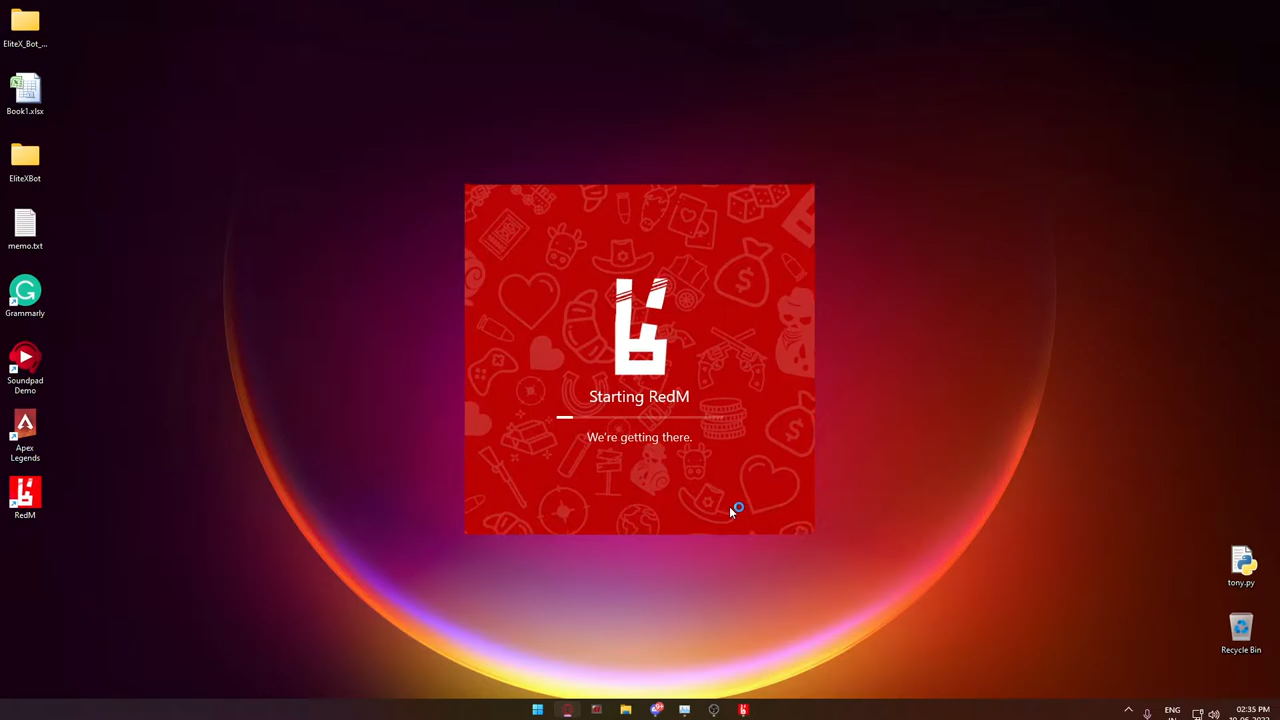 EliteX_Bot_...
Book1.xlsx
EliteXBot
memo.txt
Grammarly
Soundpad
Demo
Apex
Legends
RedM
Starting RedM
We're getting there.
tony.py
Recycle Bin
ENG
IN
02:35 PM